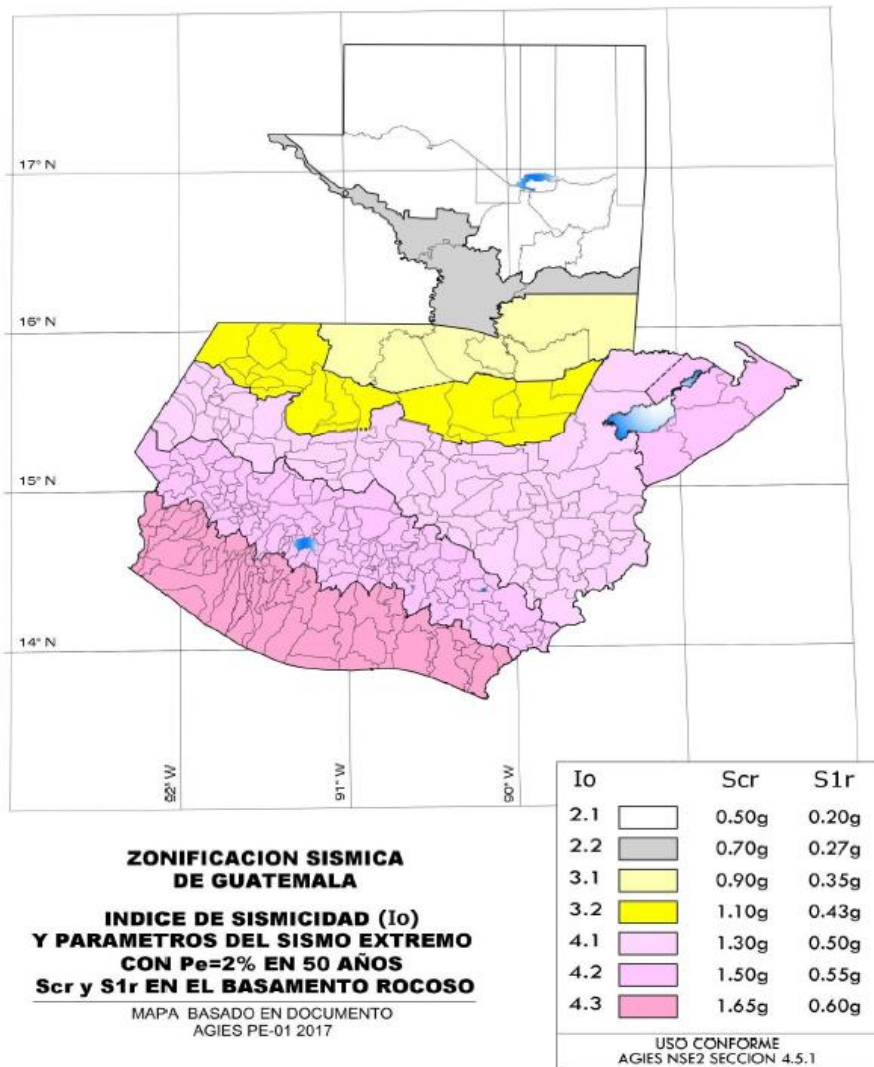 17° N
16° N
15° N
14° N
92° W
91° W
90° W
ZONIFICACION SISMICA
DE GUATEMALA
INDICE DE SISMICIDAD (Io)
Y PARAMETROS DEL SISMO EXTREMO
CON Pe=2% EN 50 AÑOS
Scr y S1r EN EL BASAMENTO ROCOSO
MAPA BASADO EN DOCUMENTO
AGIES PE-01 2017
Io Scr S1r
2.1 0.50g 0.20g
2.2 0.70g 0.27g
3.1 0.90g 0.35g
3.2 1.10g 0.43g
4.1 1.30g 0.50g
4.2 1.50g 0.55g
4.3 1.65g 0.60g
USO CONFORME
AGIES NSE2 SECCION 4.5.1